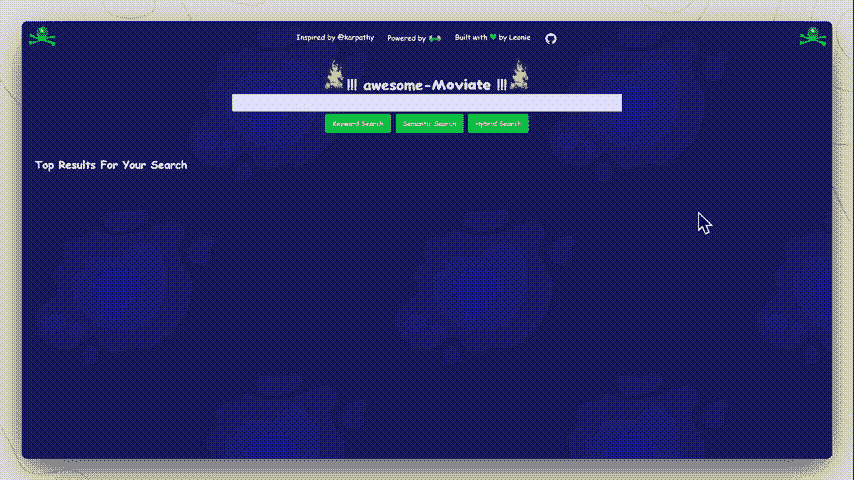 Inspired by @karpathy Powered by Built with by Leonie
!!! awesome-Moviate !!!
Keyword Search Semantic Search Hybrid Search
Top Results For Your Search